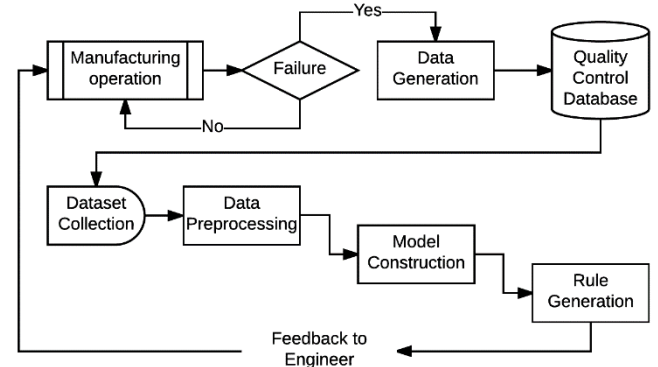 Yes
Manufacturing
operation
Failure
Data
Generation
Quality
Control
Database
No
Dataset
Collection
Data
Preprocessing
Model
Construction
Rule
Generation
Feedback to
Engineer